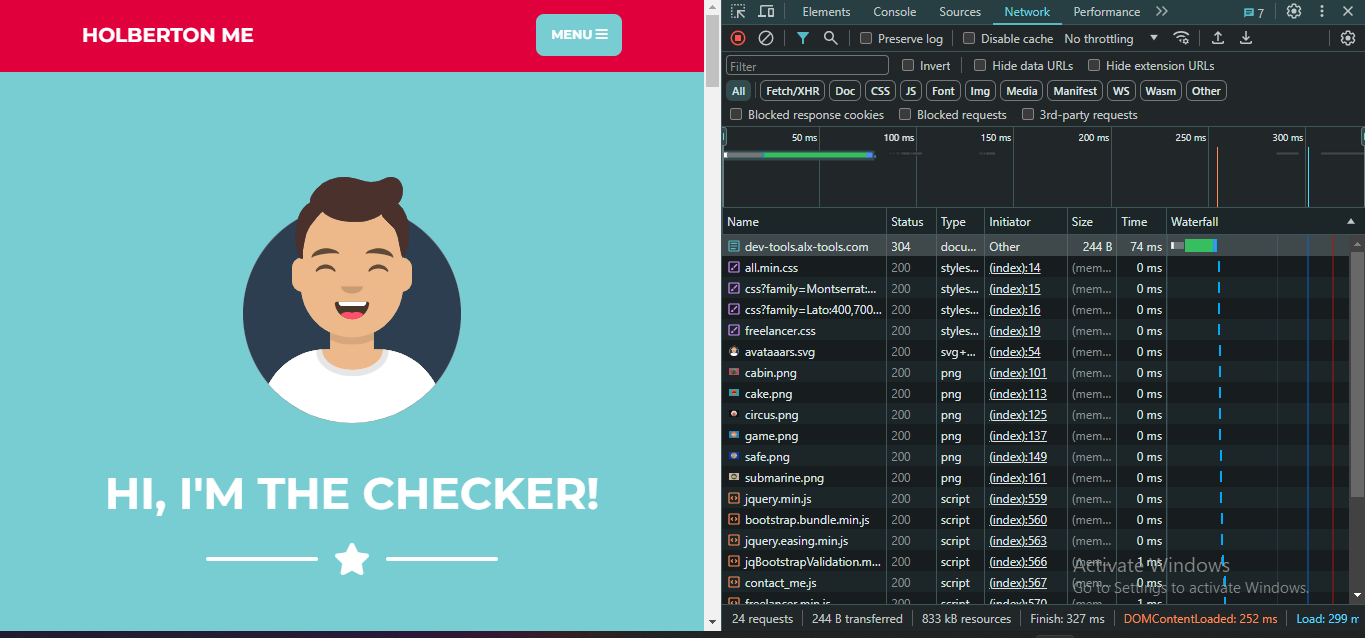 HOLBERTON ME
MENU
HI, I'M THE CHECKER!
Elements Console Sources Network Performance 7
Preserve log Disable cache No throttling
Filter Invert Hide data URLs Hide extension URLs
All Fetch/XHR Doc CSS JS Font Img Media Manifest WS Wasm Other
Blocked response cookies Blocked requests 3rd-party requests
50 ms 100 ms 150 ms 200 ms 250 ms 300 ms
Name Status Type Initiator Size Time Waterfall
dev-tools.alx-tools.com 304 docu... Other 244 B 74 ms
all.min.css 200 styles... (index):14 (mem... 0 ms
css?family=Montserrat:... 200 styles... (index):15 (mem... 0 ms
css?family=Lato:400,700... 200 styles... (index):16 (mem... 0 ms
freelancer.css 200 styles... (index):19 (mem... 0 ms
avataaars.svg 200 svg+... (index):54 (mem... 0 ms
cabin.png 200 png (index):101 (mem... 0 ms
cake.png 200 png (index):113 (mem... 0 ms
circus.png 200 png (index):125 (mem... 0 ms
game.png 200 png (index):137 (mem... 0 ms
safe.png 200 png (index):149 (mem... 0 ms
submarine.png 200 png (index):161 (mem... 0 ms
jquery.min.js 200 script (index):559 (mem... 0 ms
bootstrap.bundle.min.js 200 script (index):560 (mem... 0 ms
jquery.easing.min.js 200 script (index):563 (mem... 0 ms
jqBootstrapValidation.m... 200 script (index):566 (mem... 1 ms
contact_me.js 200 script (index):567 (mem... 0 ms
freelancer.min.js 200 script (index):570 (mem... 1 ms
Activate Windows
Go to Settings to activate Windows.
24 requests 244 B transferred 833 kB resources Finish: 327 ms DOMContentLoaded: 252 ms Load: 299 m